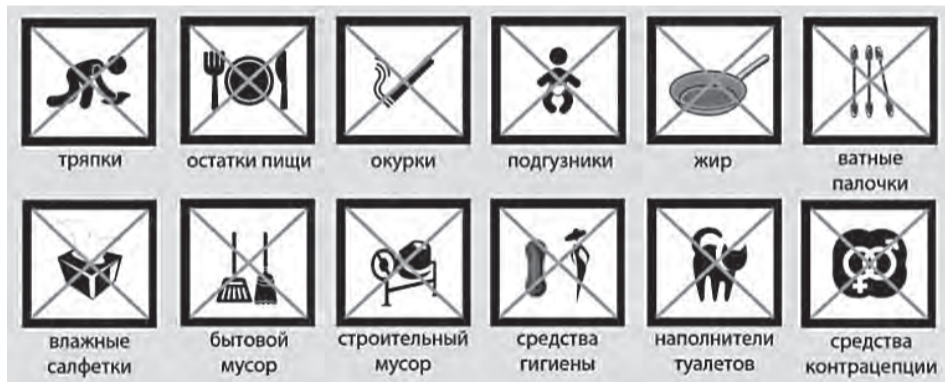 тряпки
остатки пищи
окурки
подгузники
жир
ватные
палочки
влажные
салфетки
бытовой
мусор
строительный
мусор
средства
гигиены
наполнители
туалетов
средства
контрацепции